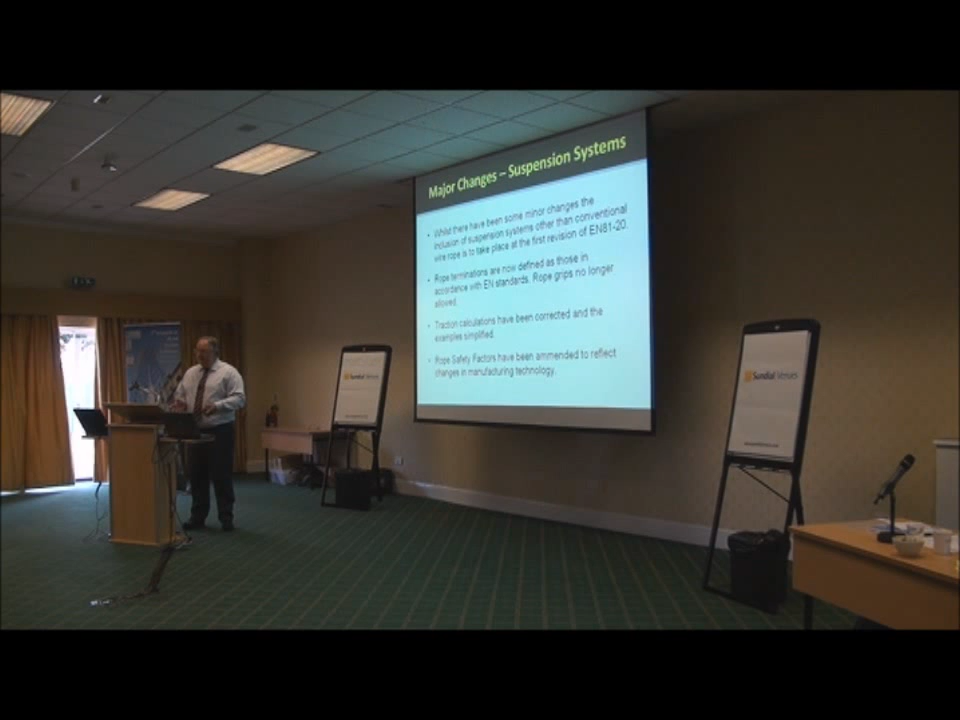 Major Changes – Suspension Systems
• Whilst there have been some minor changes the
inclusion of suspension systems other than conventional
wire rope is to take place at the first revision of EN81-20.
• Rope terminations are now defined as those in
accordance with EN standards. Rope grips no longer
allowed.
• Traction calculations have been corrected and the
examples simplified.
• Rope Safety Factors have been ammended to reflect
changes in manufacturing technology.
Sundial Venues
Sundial Venues